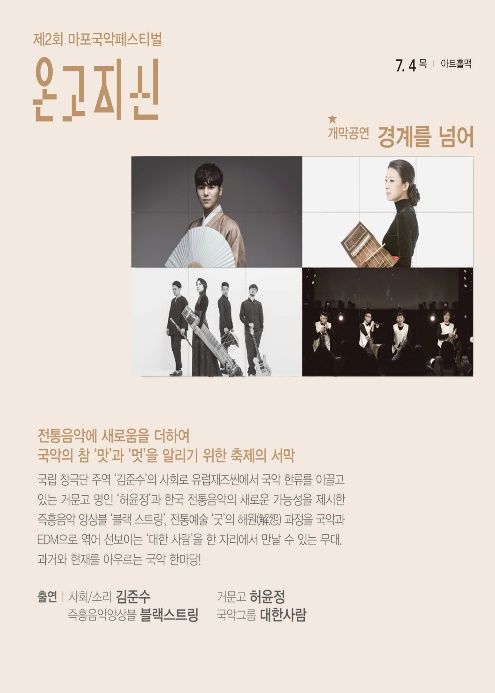 제2회 마포국악페스티벌
온고지신
7. 4 목 | 아트홀맥
★
개막공연 경계를 넘어
전통음악에 새로움을 더하여
국악의 참 '맛'과 '멋'을 알리기 위한 축제의 서막
국립 창극단 주역 '김준수'의 사회로 유럽재즈씬에서 국악 한류를 이끌고
있는 거문고 명인 '허윤정'과 한국 전통음악의 새로운 가능성을 제시한
즉흥음악 앙상블 '블랙 스트링', 전통예술 '굿'의 해원(解怨) 과정을 국악과
EDM으로 엮어 선보이는 '대한 사람'을 한 자리에서 만날 수 있는 무대,
과거와 현재를 아우르는 국악 한마당!
출연 | 사회/소리 김준수 거문고 허윤정
즉흥음악앙상블 블랙스트링 국악그룹 대한사람